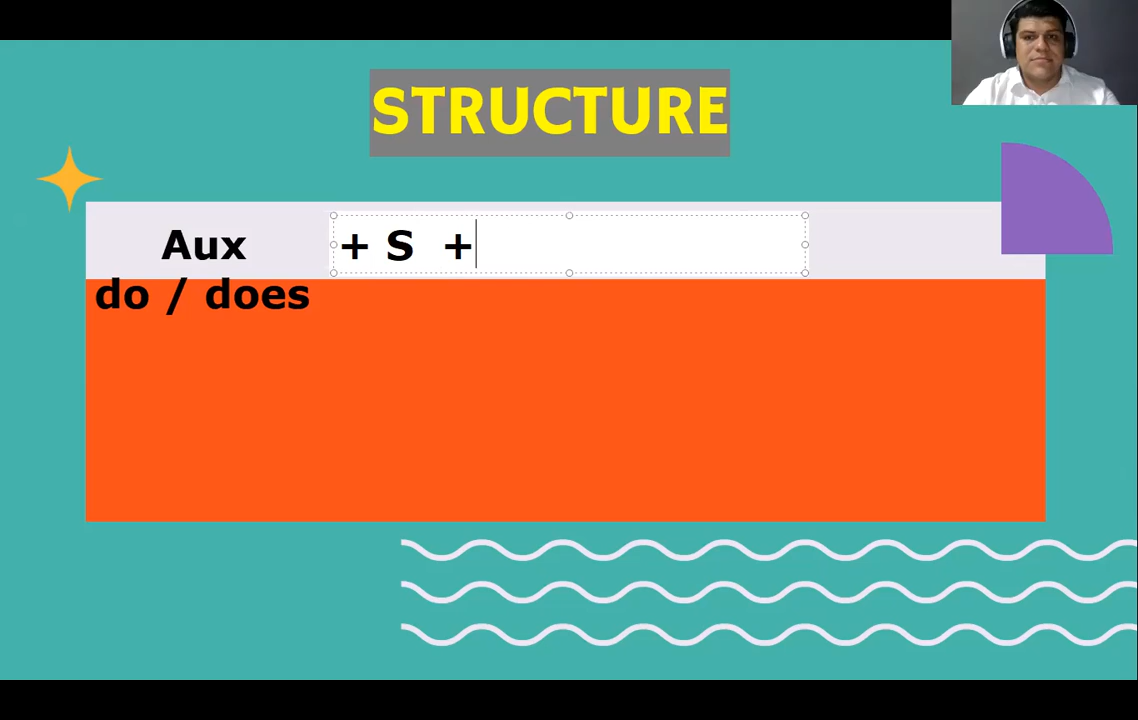 STRUCTURE
Aux + S +
do / does